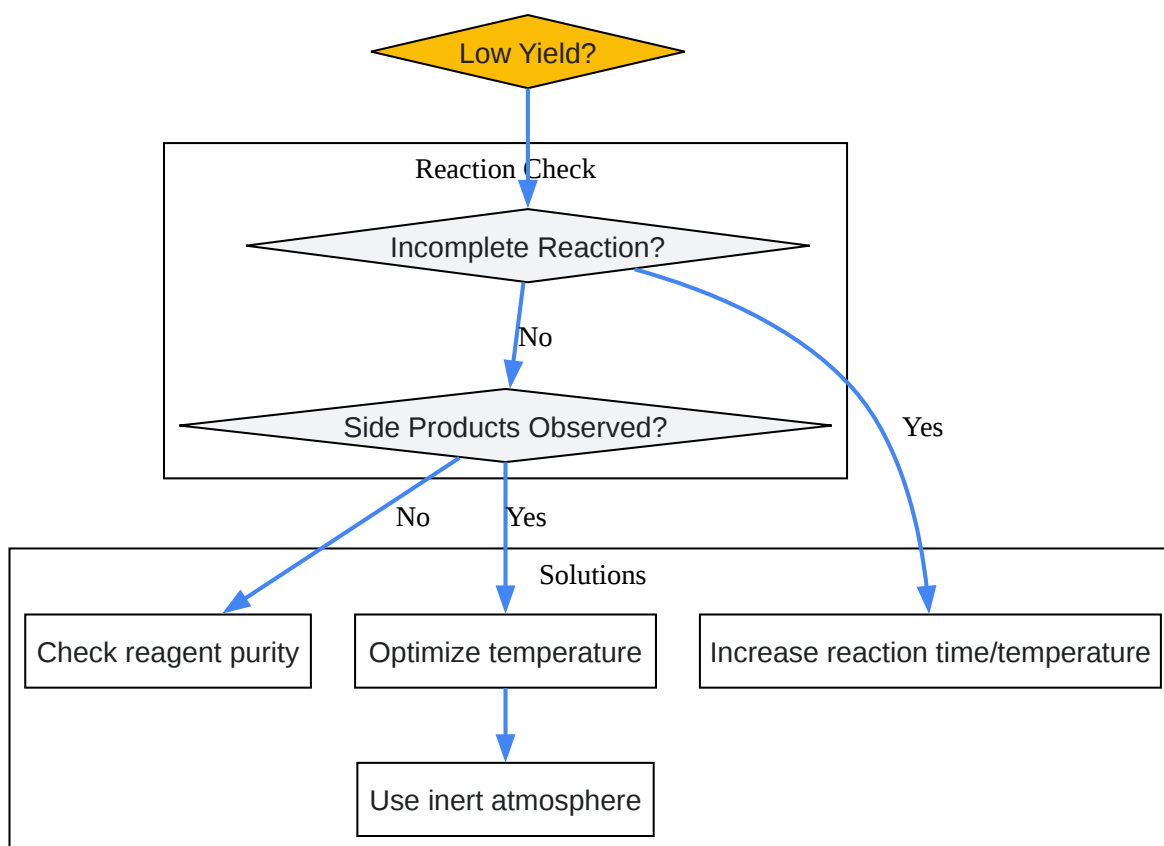 Low Yield?
Reaction Check
Incomplete Reaction?
No
Side Products Observed?
Yes
No
Yes
Solutions
Check reagent purity
Optimize temperature
Increase reaction time/temperature
Use inert atmosphere